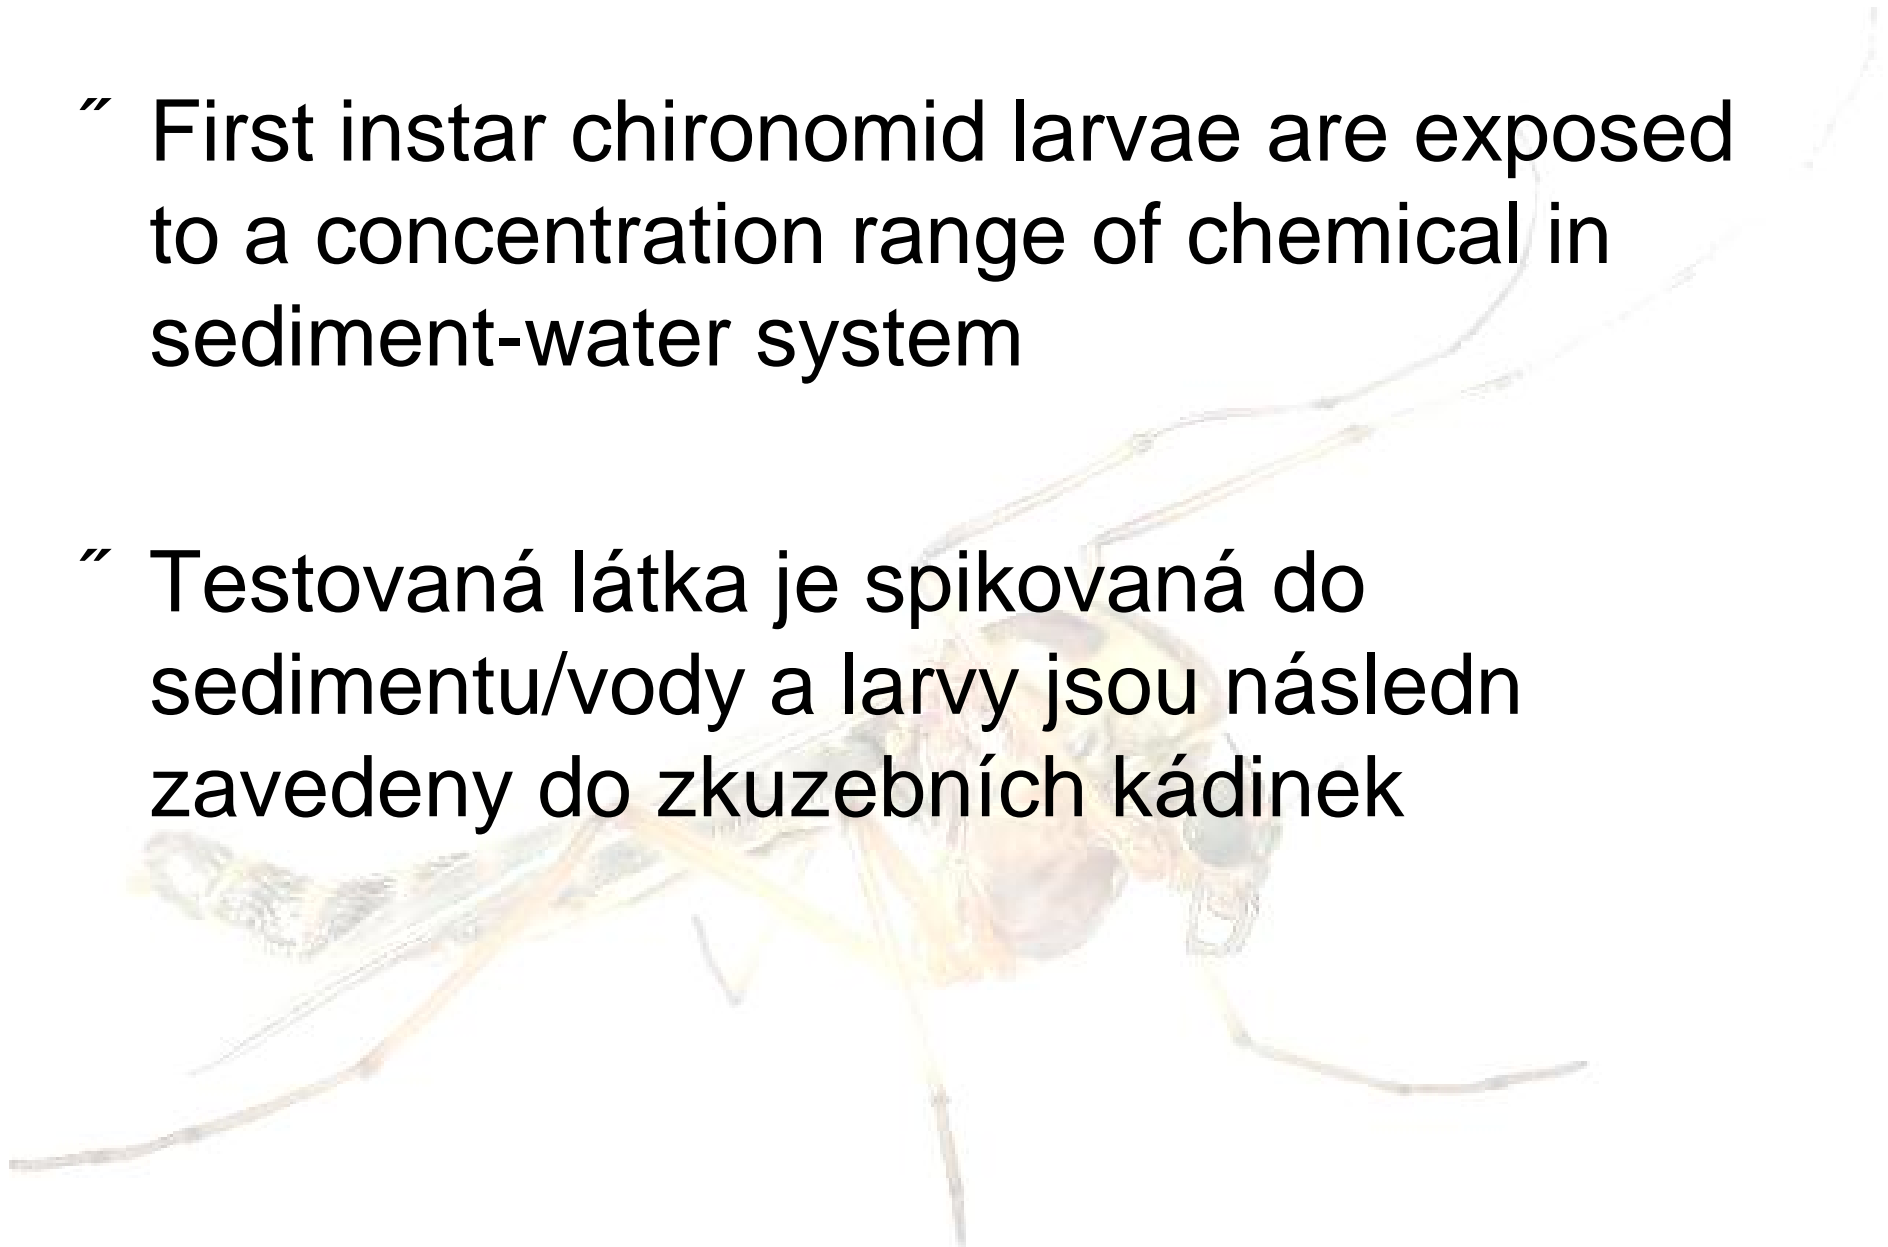 ˝ First instar chironomid larvae are exposed
to a concentration range of chemical in
sediment-water system
˝ Testovaná látka je spikovaná do
sedimentu/vody a larvy jsou následn
zavedeny do zkuzebních kádinek